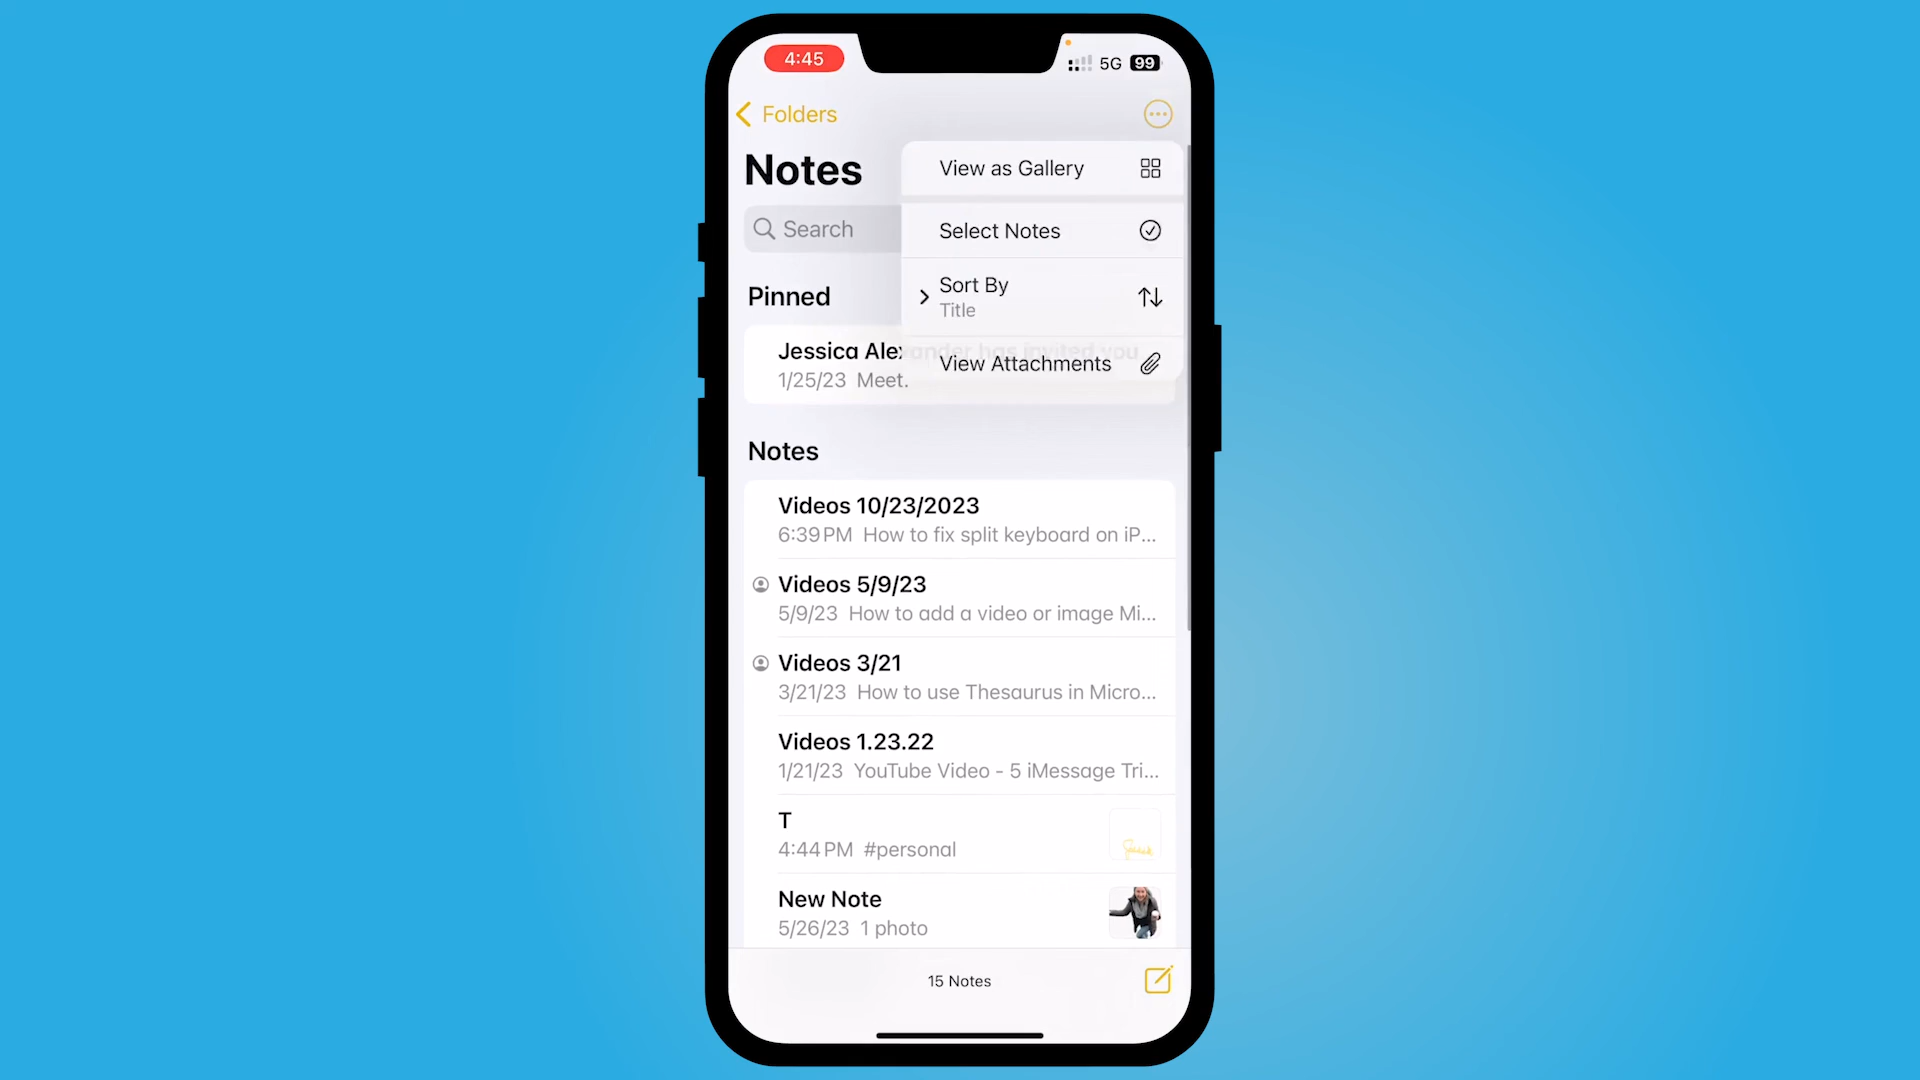 4:45
5G 99
Folders
Notes
View as Gallery
Search
Select Notes
Sort By
Title
Pinned
View Attachments
Jessica Alexander has invited you
1/25/23 Meet.
Notes
Videos 10/23/2023
6:39 PM How to fix split keyboard on iP...
Videos 5/9/23
5/9/23 How to add a video or image Mi...
Videos 3/21
3/21/23 How to use Thesaurus in Micro...
Videos 1.23.22
1/21/23 YouTube Video - 5 iMessage Tri...
T
4:44 PM #personal
New Note
5/26/23 1 photo
15 Notes